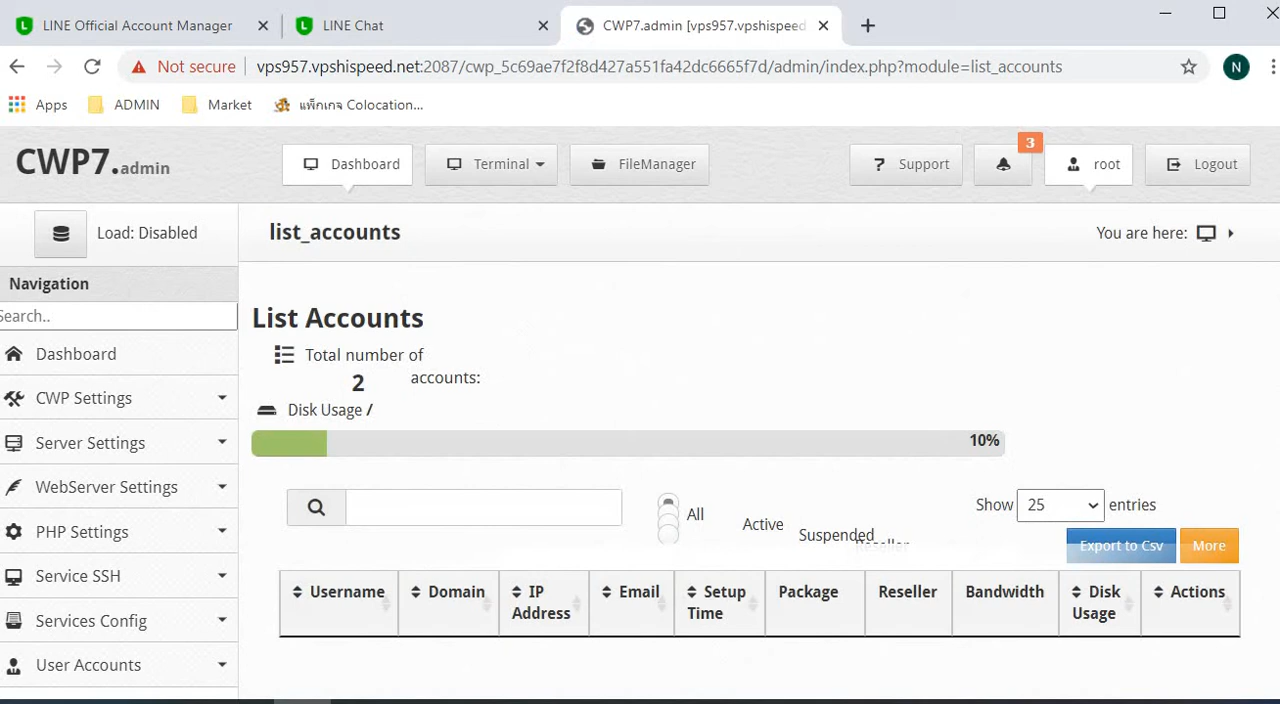 LINE Official Account Manager
LINE Chat
CWP7.admin [vps957.vpshispeed
Not secure
vps957.vpshispeed.net:2087/cwp_5c69ae7f2f8d427a551fa42dc6665f7d/admin/index.php?module=list_accounts
N
Apps
ADMIN
Market
แพ็กเกจ Colocation...
CWP7.admin
Dashboard
Terminal
FileManager
Support
3
root
Logout
Load: Disabled
list_accounts
You are here:
Navigation
Search..
Dashboard
CWP Settings
Server Settings
WebServer Settings
PHP Settings
Service SSH
Services Config
User Accounts
List Accounts
Total number of
2 accounts:
Disk Usage /
10%
All
Active
Suspended
Reseller
Show 25 entries
Export to Csv
More
Username
Domain
IP
Address
Email
Setup
Time
Package
Reseller
Bandwidth
Disk
Usage
Actions